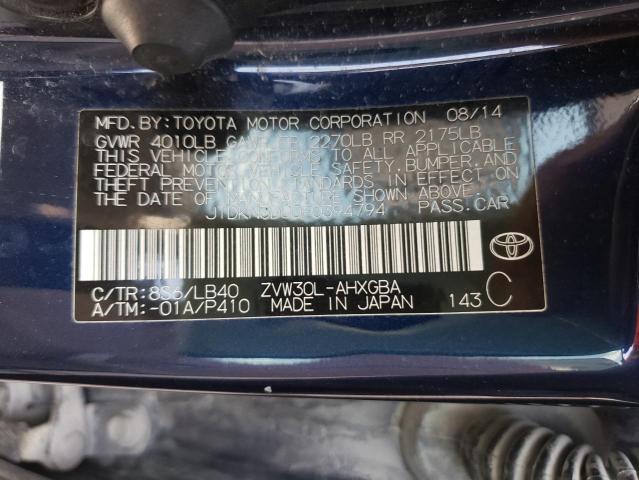 MFD. BY: TOYOTA MOTOR CORPORATION 08/14
GVWR 4010LB GAWR FR 2270LB RR 2175LB
THIS VEHICLE CONFORMS TO ALL APPLICABLE
FEDERAL MOTOR VEHICLE SAFETY, BUMPER, AND
THEFT PREVENTION STANDARDS IN EFFECT ON
THE DATE OF MANUFACTURE SHOWN ABOVE.
PASS. CAR
C/TR: 8S6/LB40 ZVW30L-AHXGBA
A/TM: -01A/P410 MADE IN JAPAN 143 C